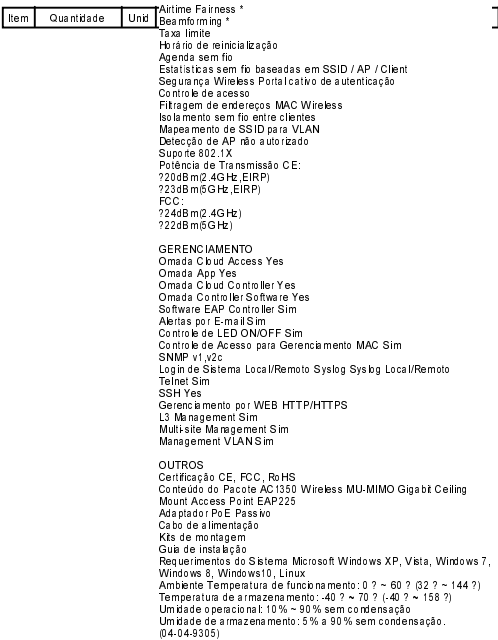 Item Quantidade Unid
Airtime Fairness *
Beamforming *
Taxa limite
Horário de reinicialização
Agenda sem fio
Estatísticas sem fio baseadas em SSID / AP / Client
Segurança Wireless Portal cativo de autenticação
Controle de acesso
Filtragem de endereços MAC Wireless
Isolamento sem fio entre clientes
Mapeamento de SSID para VLAN
Detecção de AP não autorizado
Suporte 802.1X
Potência de Transmissão CE:
?20dBm(2.4GHz,EIRP)
?23dBm(5GHz,EIRP)
FCC:
?24dBm(2.4GHz)
?22dBm(5GHz)
GERENCIAMENTO
Omada Cloud Access Yes
Omada App Yes
Omada Cloud Controller Yes
Omada Controller Software Yes
Software EAP Controller Sim
Alertas por E-mail Sim
Controle de LED ON/OFF Sim
Controle de Acesso para Gerenciamento MAC Sim
SNMP v1,v2c
Login de Sistema Local/Remoto Syslog Syslog Local/Remoto
Telnet Sim
SSH Yes
Gerenciamento por WEB HTTP/HTTPS
L3 Management Sim
Multi-site Management Sim
Management VLAN Sim
OUTROS
Certificação CE, FCC, RoHS
Conteúdo do Pacote AC1350 Wireless MU-MIMO Gigabit Ceiling
Mount Access Point EAP225
Adaptador PoE Passivo
Cabo de alimentação
Kits de montagem
Guia de instalação
Requerimentos do Sistema Microsoft Windows XP, Vista, Windows 7,
Windows 8, Windows10, Linux
Ambiente Temperatura de funcionamento: 0 ? ~ 60 ? (32 ? ~ 144 ?)
Temperatura de armazenamento: -40 ? ~ 70 ? (-40 ? ~ 158 ?)
Umidade operacional: 10% ~ 90% sem condensação
Umidade de armazenamento: 5% a 90% sem condensação.
(04-04-9305)